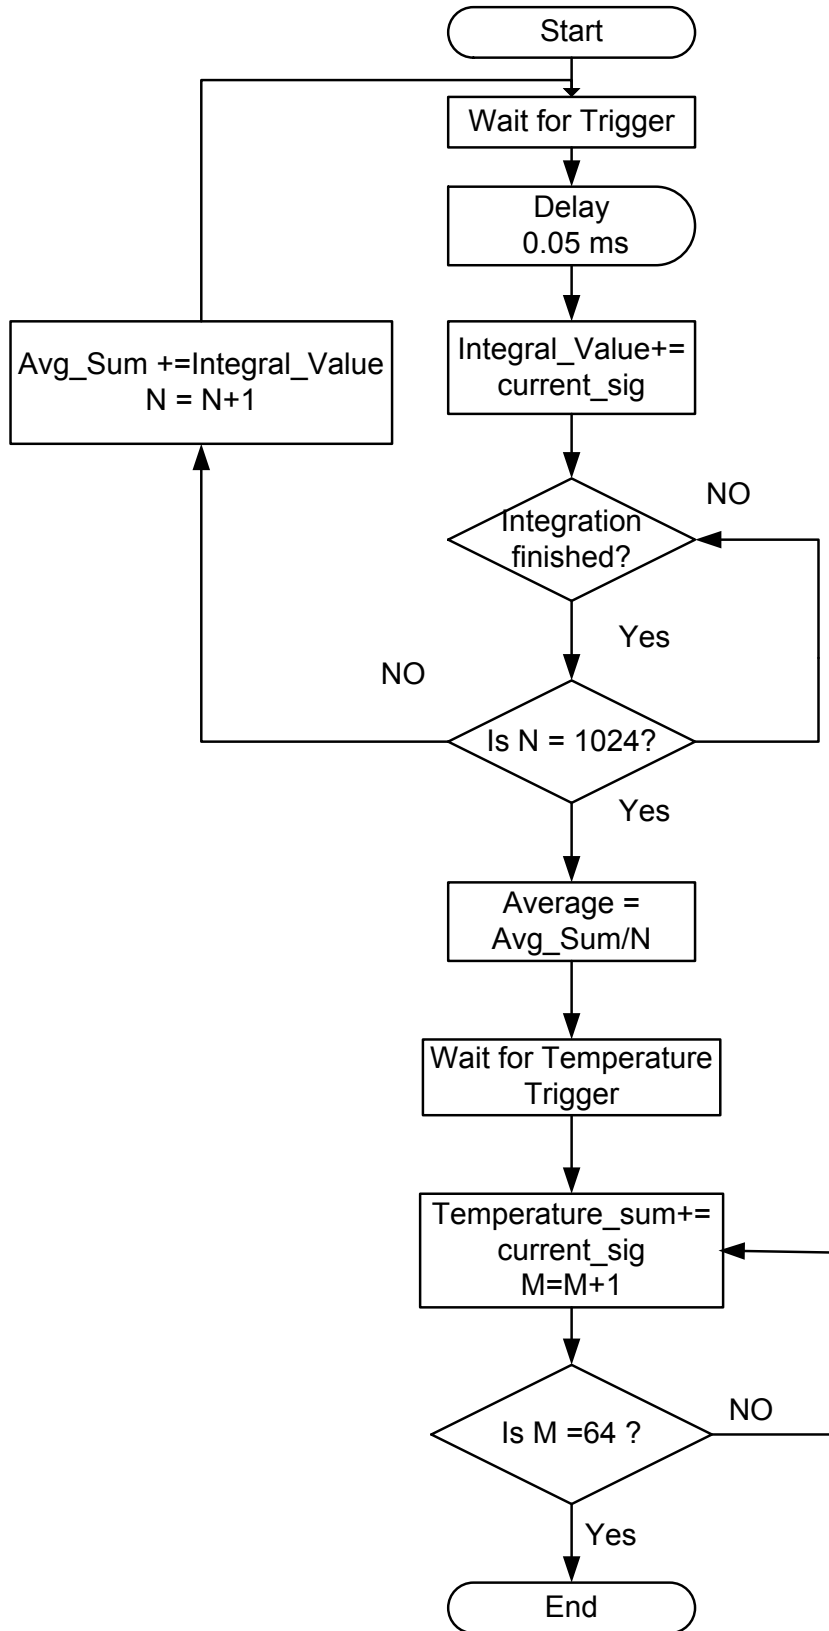 Start
Wait for Trigger
Delay
0.05 ms
Integral_Value+=
current_sig
Avg_Sum +=Integral_Value
N = N+1
Integration
finished?
NO
Yes
NO
Is N = 1024?
Yes
Average =
Avg_Sum/N
Wait for Temperature
Trigger
Temperature_sum+=
current_sig
M=M+1
Is M =64 ?
NO
Yes
End